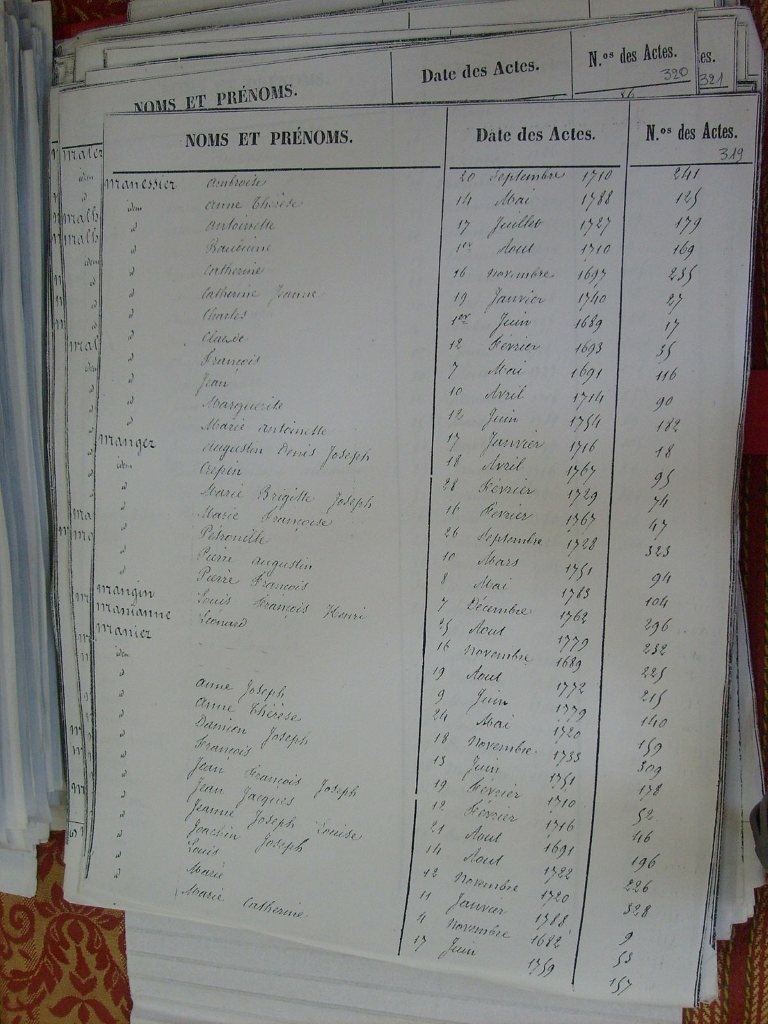 N.os des Actes. es.
Date des Actes. 320 321
NOMS ET PRÉNOMS.
NOMS ET PRÉNOMS. Date des Actes. N.os des Actes.
319
Manessier Ambroise 20 Septembre 1710 241
idem Anne Thérèse 14 Mai 1788 125
d Antoinette 17 Juillet 1727 179
d 1er Aout 1710 169
d Catherine 16 Novembre 1697 235
d Catherine Jeanne 19 Janvier 1740 27
d Charles 1er Juin 1689 17
d Claude 12 Février 1693 35
d François 7 Mai 1691 116
d Jean 10 Avril 1714 90
d Marguerite 12 Juin 1754 182
d Marie Antoinette 17 Janvier 1716 18
Manger Augustin Denis Joseph 18 Avril 1767 95
idem Crepin 28 Février 1729 74
d Marie Brigitte Joseph 16 Février 1767 47
d Marie Françoise 26 Septembre 1728 323
d Pétronille 10 Mars 1751 94
d Pierre Augustin 8 Mai 1783 104
d Pierre François 7 Décembre 1762 296
Mangin Louis François Henri 25 Aout 1779 232
Manianne Leonard 16 Novembre 1689 225
Maniez 19 Aout 1772 215
idem 9 Juin 1779 140
d Anne Joseph 24 Mai 1720 159
d Anne Thérèse 18 Novembre 1733 309
d Damien Joseph 13 Juin 1751 178
d François 19 Février 1710 52
d Jean François Joseph 12 Février 1716 46
d Jean Jacques 21 Aout 1691 196
d Jeanne Joseph Louise 14 Aout 1722 226
d Joachin Joseph 12 Novembre 1720 328
d Louis 11 Janvier 1788 9
d Marie 4 Novembre 1682 53
d Marie Catherine 17 Juin 1759 157